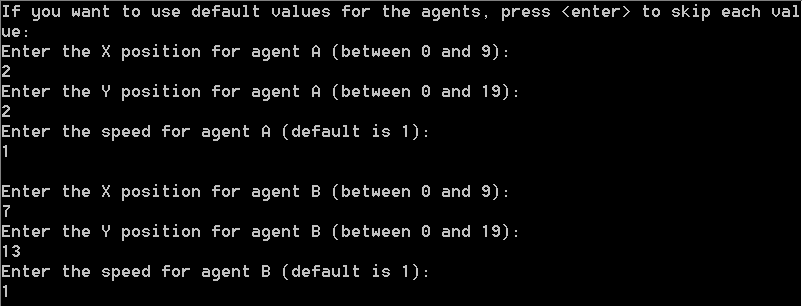 If you want to use default values for the agents, press <enter> to skip each val
ue:
Enter the X position for agent A (between 0 and 9):
2
Enter the Y position for agent A (between 0 and 19):
2
Enter the speed for agent A (default is 1):
1

Enter the X position for agent B (between 0 and 9):
7
Enter the Y position for agent B (between 0 and 19):
13
Enter the speed for agent B (default is 1):
1